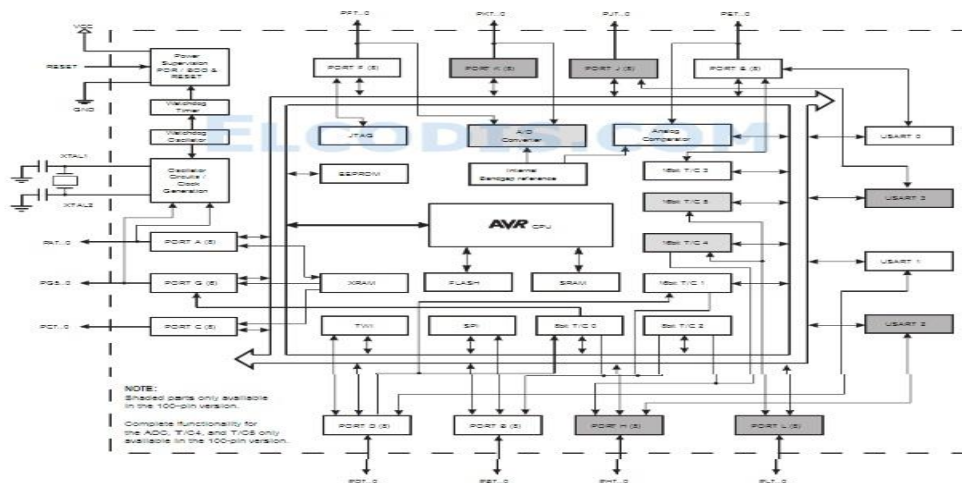 PF7..0
PK7..0
PJ7..0
PE7..0
VCC
RESET
GND
Power
Supervision
POR / BOD &
RESET
PORT F (8)
PORT K (8)
PORT J (8)
PORT E (8)
Watchdog
Timer
Watchdog
Oscillator
ELCODIS.COM
JTAG
A/D
Converter
Analog
Comparator
USART 0
XTAL1
XTAL2
Oscillator
Circuits /
Clock
Generation
EEPROM
Internal
Bandgap reference
16bit T/C 3
16bit T/C 5
USART 3
AVR CPU
16bit T/C 4
PA7..0
PORT A (8)
USART 1
PG5..0
PORT G (6)
XRAM
FLASH
SRAM
16bit T/C 1
PC7..0
PORT C (8)
TWI
SPI
8bit T/C 0
8bit T/C 2
USART 2
NOTE:
Shaded parts only available
in the 100-pin version.
Complete functionality for
the ADC, T/C4, and T/C5 only
available in the 100-pin version.
PORT D (8)
PORT B (8)
PORT H (8)
PORT L (8)
PD7..0
PB7..0
PH7..0
PL7..0